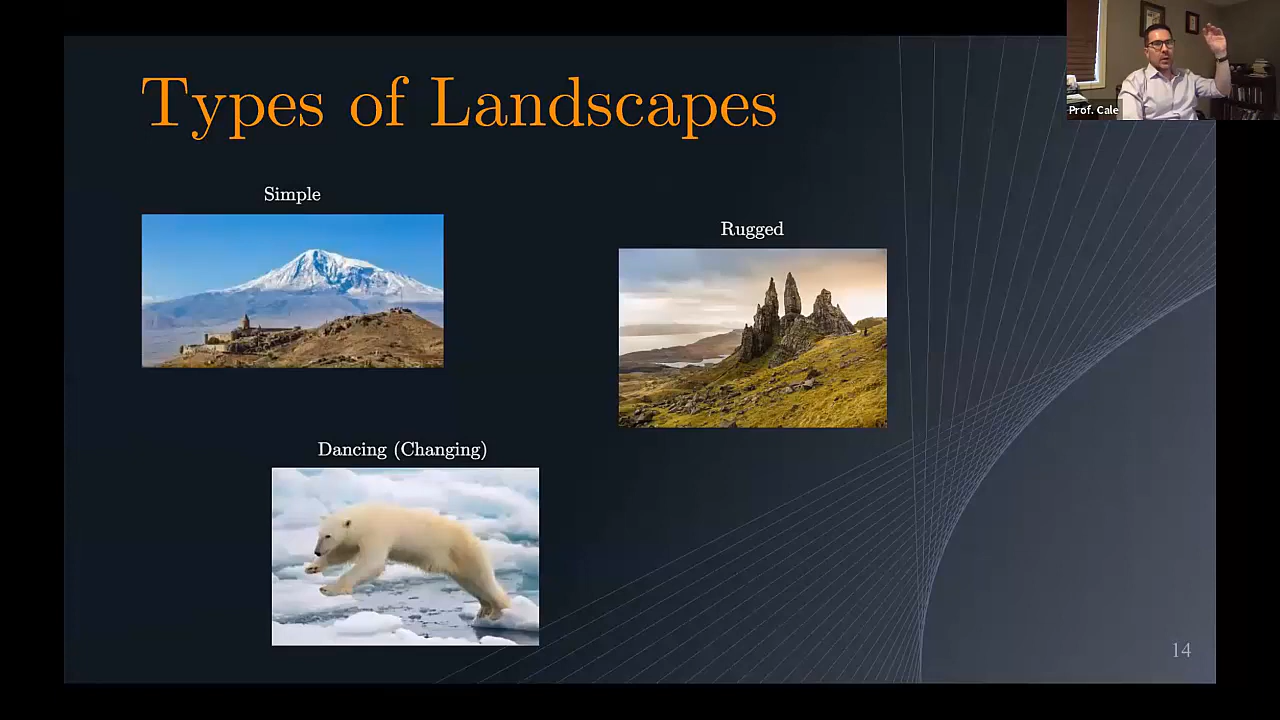 Types of Landscapes
Prof. Cale
Simple
Rugged
Dancing (Changing)
14